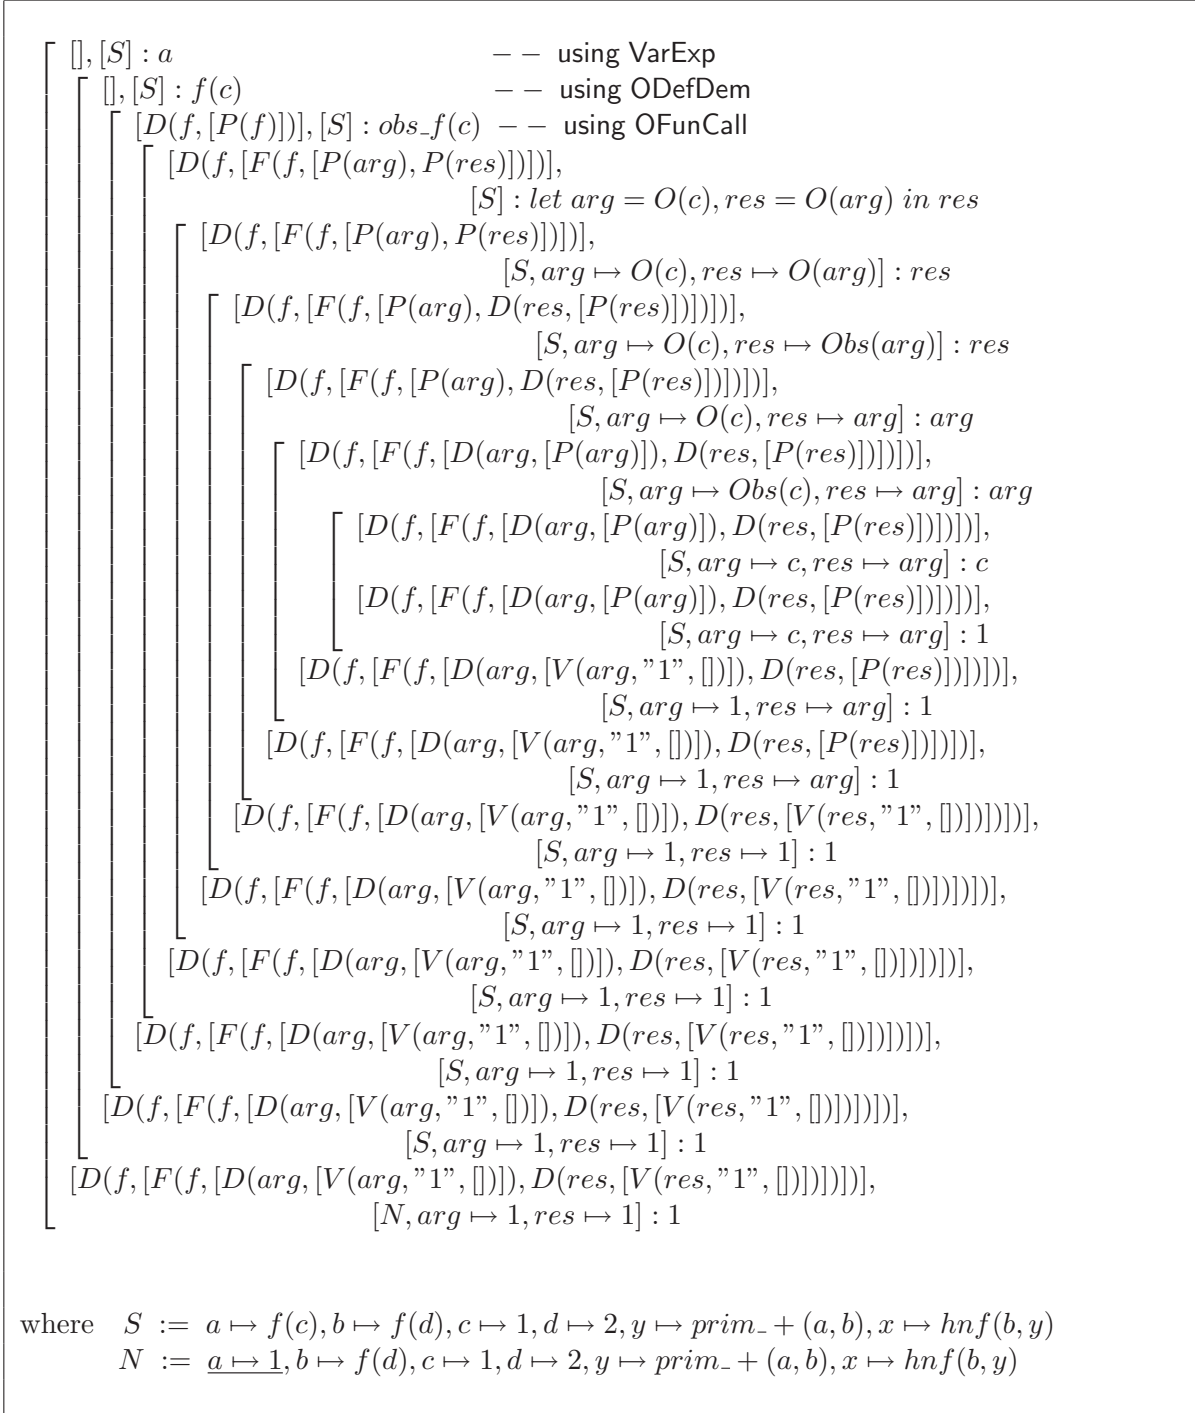 [], [S] : a −− using VarExp
[], [S] : f(c) −− using ODefDem
[D(f, [P(f)])], [S] : obs_f(c) −− using OFunCall
[D(f, [F(f, [P(arg), P(res)])])],
[S] : let arg = O(c), res = O(arg) in res
[D(f, [F(f, [P(arg), P(res)])])],
[S, arg ↦ O(c), res ↦ O(arg)] : res
[D(f, [F(f, [P(arg), D(res, [P(res)])])])],
[S, arg ↦ O(c), res ↦ Obs(arg)] : res
[D(f, [F(f, [P(arg), D(res, [P(res)])])])],
[S, arg ↦ O(c), res ↦ arg] : arg
[D(f, [F(f, [D(arg, [P(arg)]), D(res, [P(res)])])])],
[S, arg ↦ Obs(c), res ↦ arg] : arg
[D(f, [F(f, [D(arg, [P(arg)]), D(res, [P(res)])])])],
[S, arg ↦ c, res ↦ arg] : c
[D(f, [F(f, [D(arg, [P(arg)]), D(res, [P(res)])])])],
[S, arg ↦ c, res ↦ arg] : 1
[D(f, [F(f, [D(arg, [V(arg, ”1”, [])]), D(res, [P(res)])])])],
[S, arg ↦ 1, res ↦ arg] : 1
[D(f, [F(f, [D(arg, [V(arg, ”1”, [])]), D(res, [P(res)])])])],
[S, arg ↦ 1, res ↦ arg] : 1
[D(f, [F(f, [D(arg, [V(arg, ”1”, [])]), D(res, [V(res, ”1”, [])])])])],
[S, arg ↦ 1, res ↦ 1] : 1
[D(f, [F(f, [D(arg, [V(arg, ”1”, [])]), D(res, [V(res, ”1”, [])])])])],
[S, arg ↦ 1, res ↦ 1] : 1
[D(f, [F(f, [D(arg, [V(arg, ”1”, [])]), D(res, [V(res, ”1”, [])])])])],
[S, arg ↦ 1, res ↦ 1] : 1
[D(f, [F(f, [D(arg, [V(arg, ”1”, [])]), D(res, [V(res, ”1”, [])])])])],
[S, arg ↦ 1, res ↦ 1] : 1
[D(f, [F(f, [D(arg, [V(arg, ”1”, [])]), D(res, [V(res, ”1”, [])])])])],
[S, arg ↦ 1, res ↦ 1] : 1
[D(f, [F(f, [D(arg, [V(arg, ”1”, [])]), D(res, [V(res, ”1”, [])])])])],
[N, arg ↦ 1, res ↦ 1] : 1
where S := a ↦ f(c), b ↦ f(d), c ↦ 1, d ↦ 2, y ↦ prim_ + (a, b), x ↦ hnf(b, y)
N := a ↦ 1, b ↦ f(d), c ↦ 1, d ↦ 2, y ↦ prim_ + (a, b), x ↦ hnf(b, y)